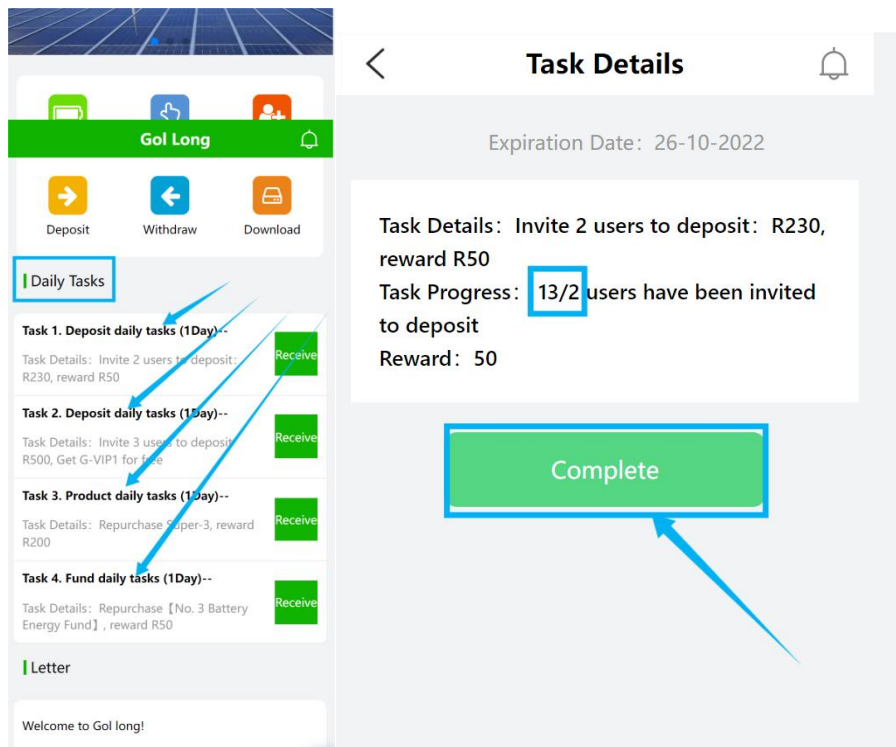 Gol Long
Deposit
Withdraw
Download
Daily Tasks
Task 1. Deposit daily tasks (1Day)--
Task Details: Invite 2 users to deposit:
R230, reward R50
Receive
Task 2. Deposit daily tasks (1Day)--
Task Details: Invite 3 users to deposit
R500, Get G-VIP1 for free
Receive
Task 3. Product daily tasks (1Day)--
Task Details: Repurchase Super-3, reward
R200
Receive
Task 4. Fund daily tasks (1Day)--
Task Details: Repurchase【No. 3 Battery
Energy Fund】, reward R50
Receive
Letter
Welcome to Gol long!
Task Details
Expiration Date: 26-10-2022
Task Details: Invite 2 users to deposit: R230,
reward R50
Task Progress: 13/2 users have been invited
to deposit
Reward: 50
Complete